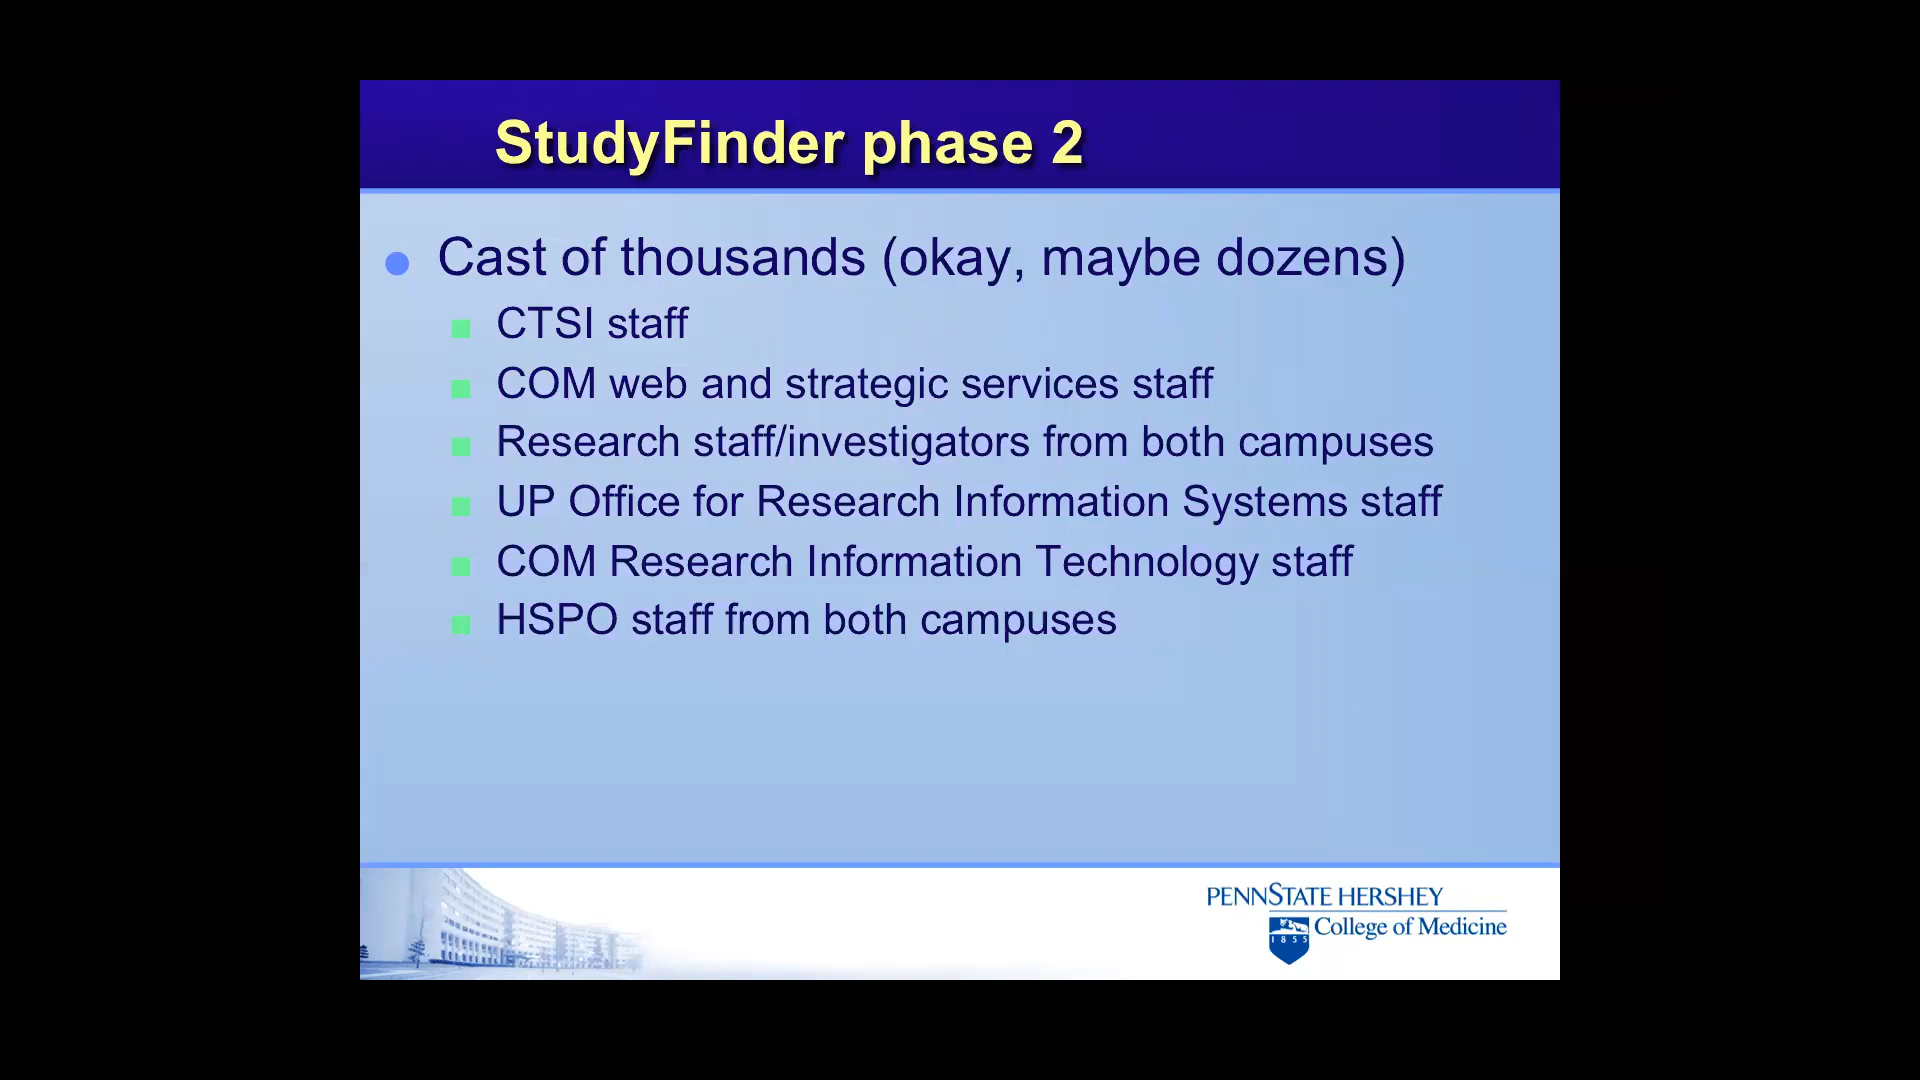 StudyFinder phase 2
Cast of thousands (okay, maybe dozens)
CTSI staff
COM web and strategic services staff
Research staff/investigators from both campuses
UP Office for Research Information Systems staff
COM Research Information Technology staff
HSPO staff from both campuses
PENNSTATE HERSHEY
College of Medicine
1855